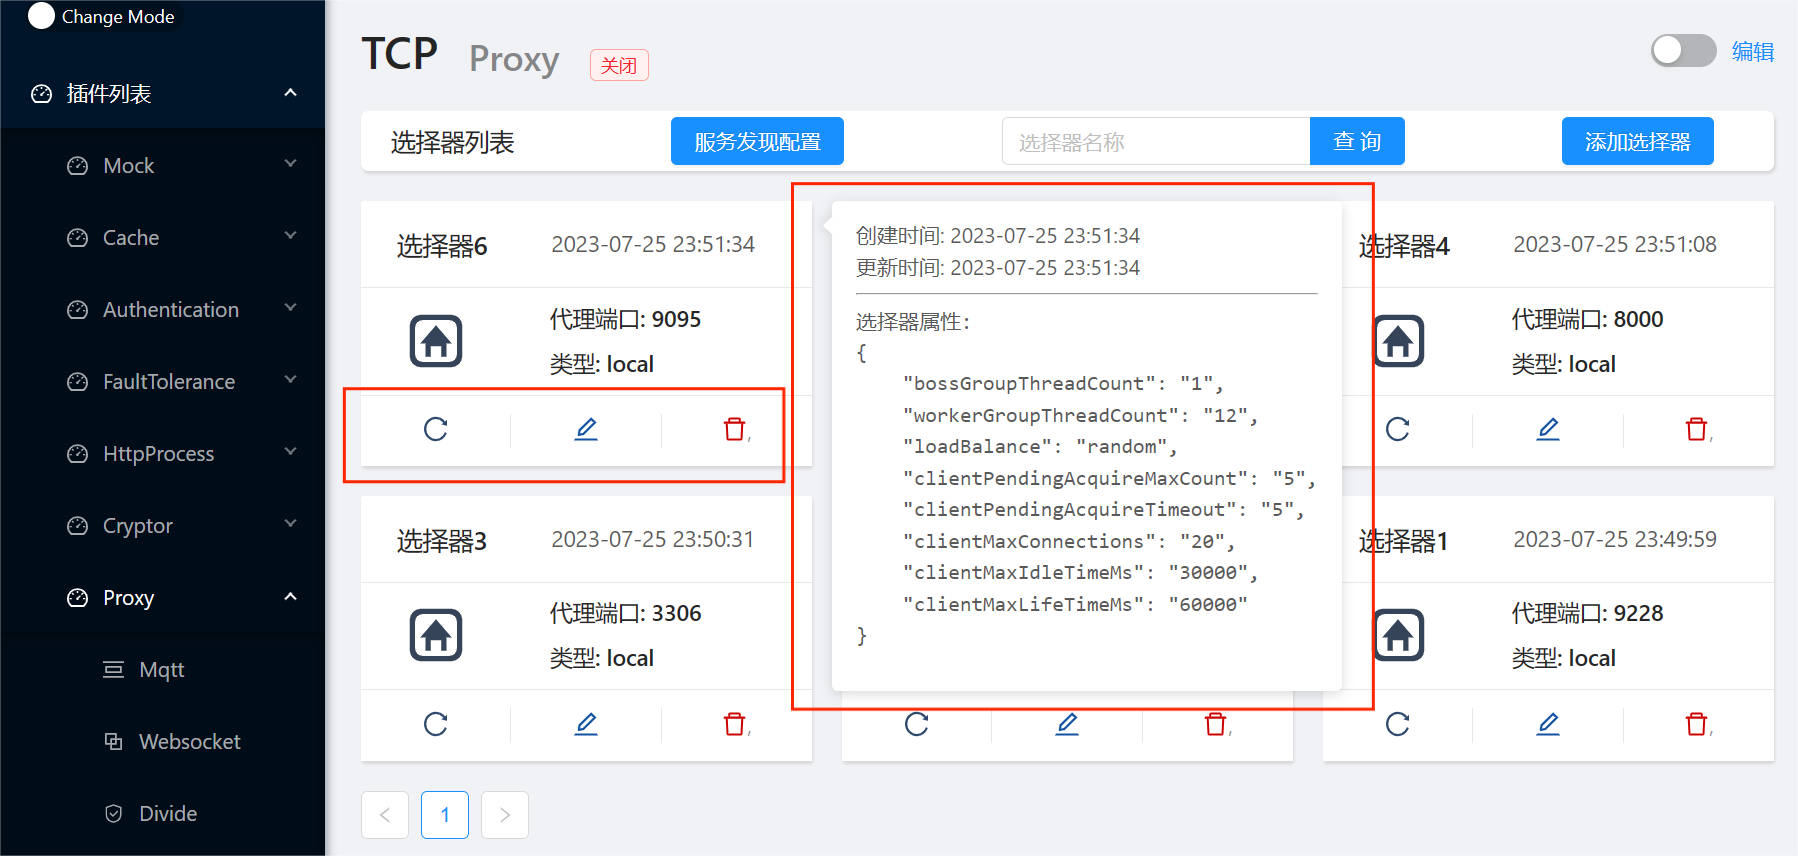 Change Mode
插件列表
Mock
Cache
Authentication
FaultTolerance
HttpProcess
Cryptor
Proxy
Mqtt
Websocket
Divide
TCP Proxy 关闭
编辑
选择器列表 服务发现配置 选择器名称 查 询 添加选择器
选择器6 2023-07-25 23:51:34
代理端口: 9095
类型: local
,
创建时间: 2023-07-25 23:51:34
更新时间: 2023-07-25 23:51:34
选择器属性:
{
"bossGroupThreadCount": "1",
"workerGroupThreadCount": "12",
"loadBalance": "random",
"clientPendingAcquireMaxCount": "5",
"clientPendingAcquireTimeout": "5",
"clientMaxConnections": "20",
"clientMaxIdleTimeMs": "30000",
"clientMaxLifeTimeMs": "60000"
}
选择器4 2023-07-25 23:51:08
代理端口: 8000
类型: local
,
选择器3 2023-07-25 23:50:31
代理端口: 3306
类型: local
,
,
选择器1 2023-07-25 23:49:59
代理端口: 9228
类型: local
,
< 1 >